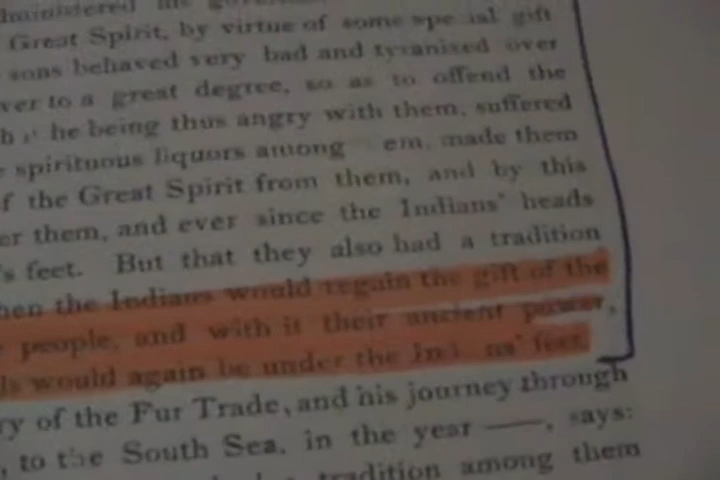 Great Spirit, by virtue of some special gift
sons behaved very bad and tyranised over
ver to a great degree, so as to offend the
he being thus angry with them, suffered
spirituous liquors among em, made them
f the Great Spirit from them, and by this
er them, and ever since the Indians' heads
's feet. But that they also had a tradition
hen the Indians would regain the gift of the
people, and with it their ancient power,
ls would again be under the Indians' feet.
ry of the Fur Trade, and his journey through
, to the South Sea, in the year ——, says:
tradition among them